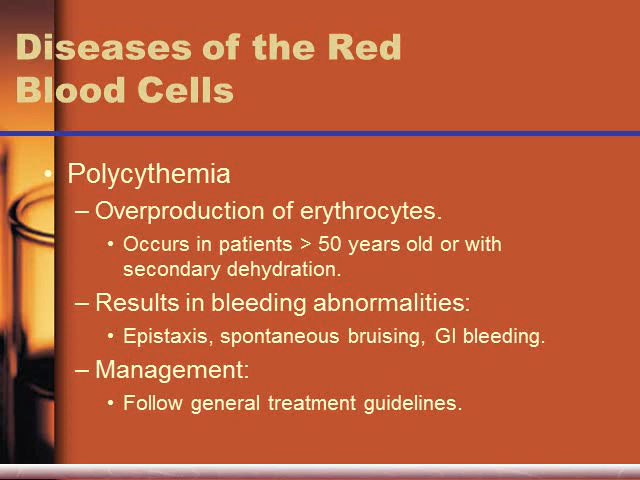 Diseases of the Red
Blood Cells
• Polycythemia
– Overproduction of erythrocytes.
• Occurs in patients > 50 years old or with
secondary dehydration.
– Results in bleeding abnormalities:
• Epistaxis, spontaneous bruising, GI bleeding.
– Management:
• Follow general treatment guidelines.